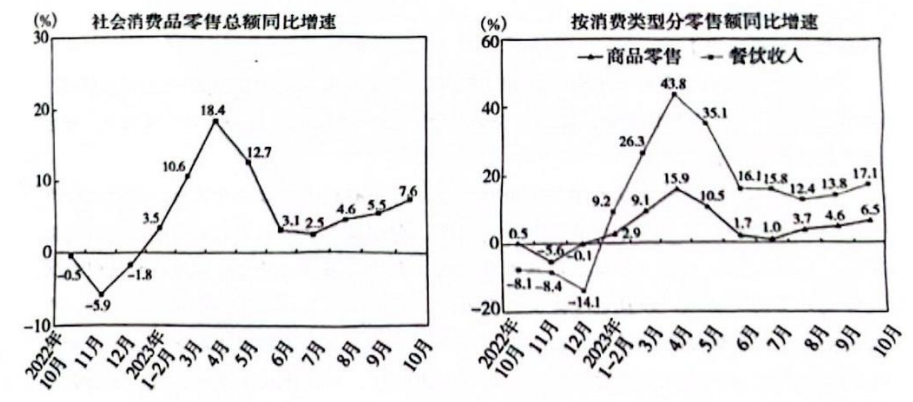 (%) 社会消费品零售总额同比增速
30
20
10
0
-10
-0.5
-5.9
-1.8
3.5
10.6
18.4
12.7
3.1
2.5
4.6
5.5
7.6
2022年
10月
11月
12月
2023年
1-2月
3月
4月
5月
6月
7月
8月
9月
10月
(%) 按消费类型分零售额同比增速
商品零售 餐饮收入
60
40
20
0
-20
0.5
-5.6
-0.1
2.9
9.1
15.9
10.5
1.7
1.0
3.7
4.6
6.5
-8.1
-8.4
-14.1
9.2
26.3
43.8
35.1
16.1
15.8
12.4
13.8
17.1
2022年
10月
11月
12月
2023年
1-2月
3月
4月
5月
6月
7月
8月
9月
10月